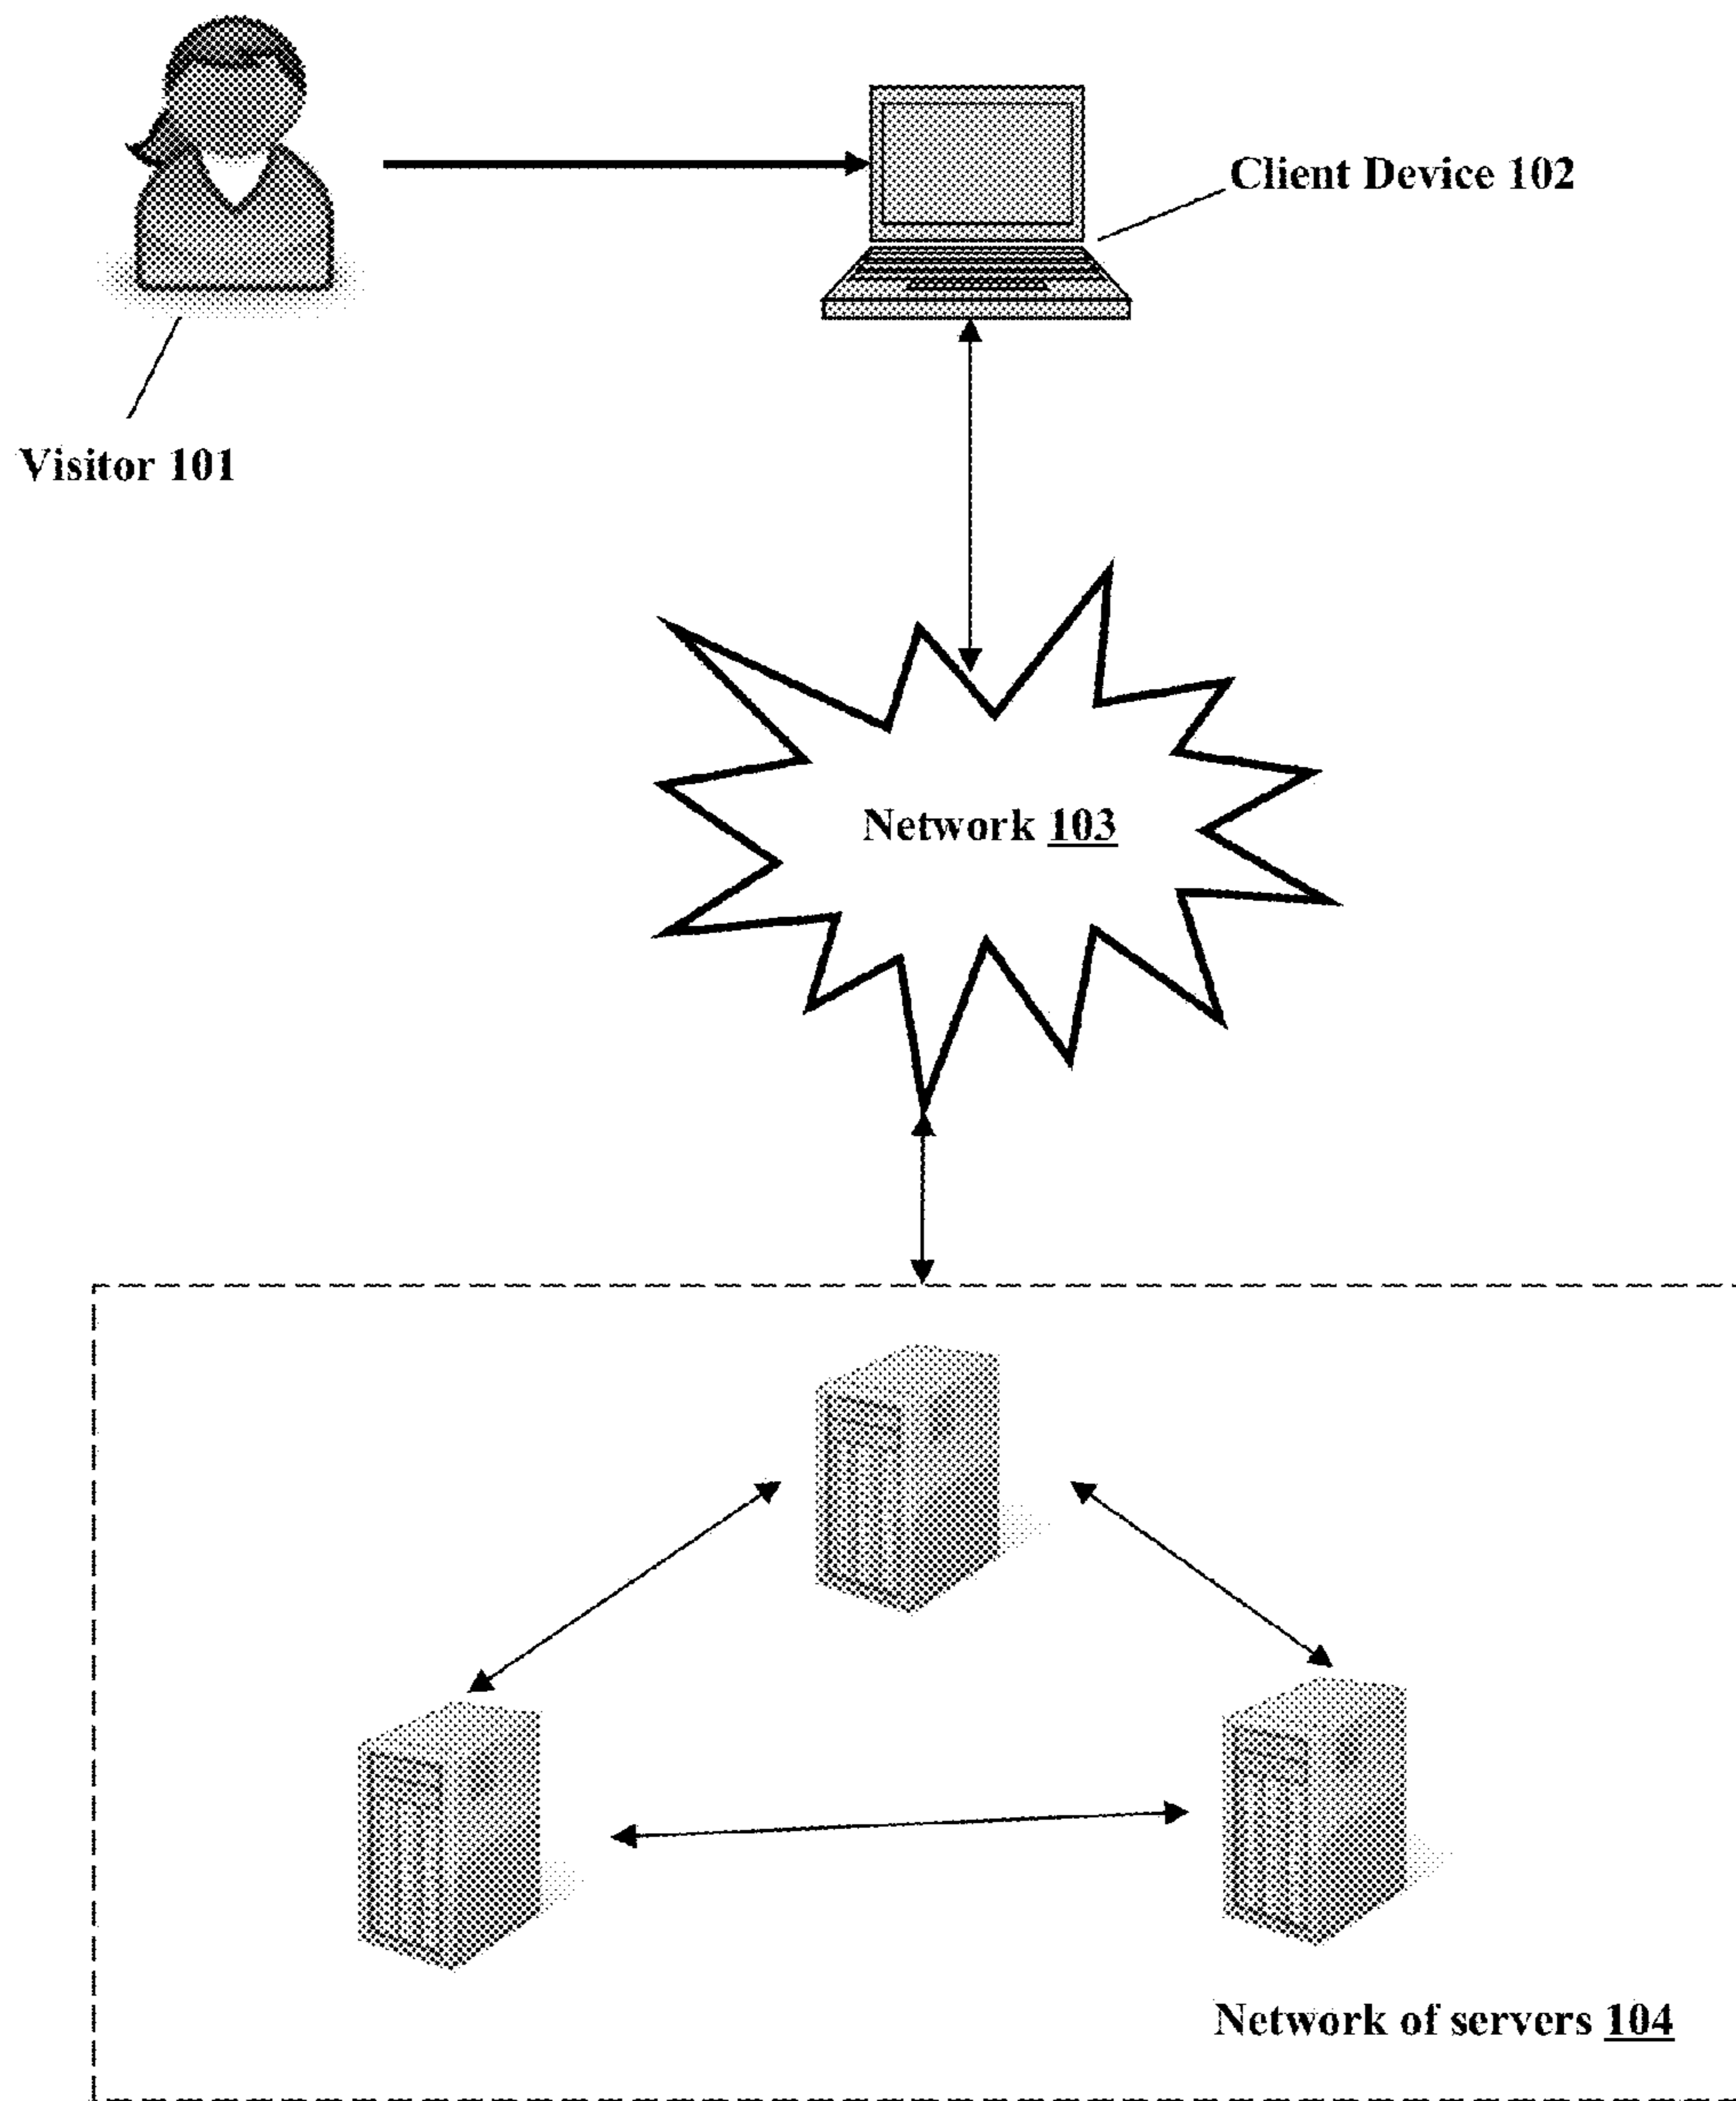 Client Device 102
Visitor 101
Network 103
Network of servers 104